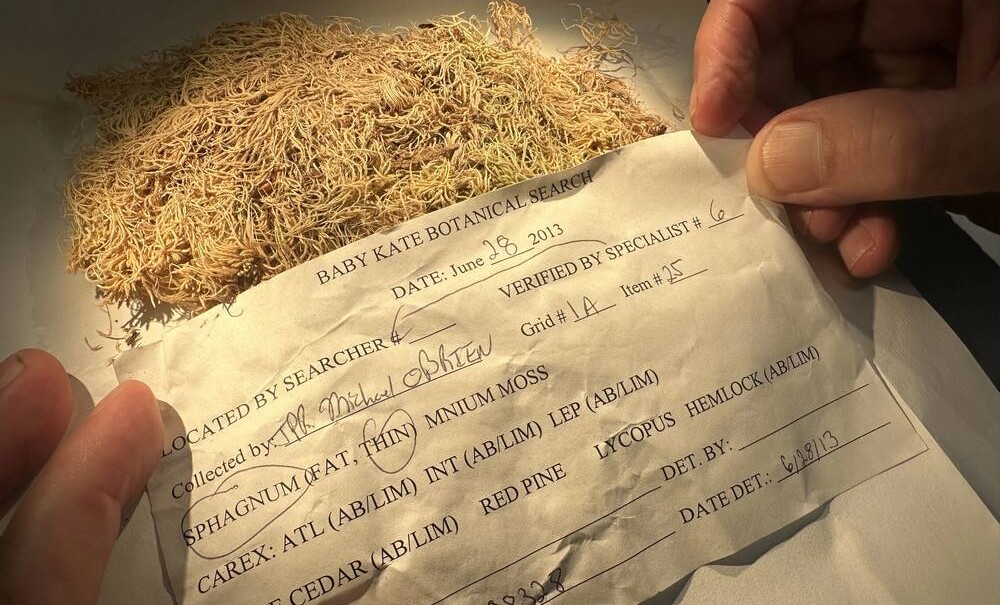 BABY KATE BOTANICAL SEARCH
DATE: June 28 2013
LOCATED BY SEARCHER # VERIFIED BY SPECIALIST # 6
Collected by: TPR Michael OBRIEN Grid # 1A Item # 25
SPHAGNUM (FAT, THIN) MNIUM MOSS
CAREX: ATL (AB/LIM) INT (AB/LIM) LEP (AB/LIM)
CEDAR (AB/LIM) RED PINE LYCOPUS HEMLOCK (AB/LIM)
DET. BY:
DATE DET.: 6/28/13